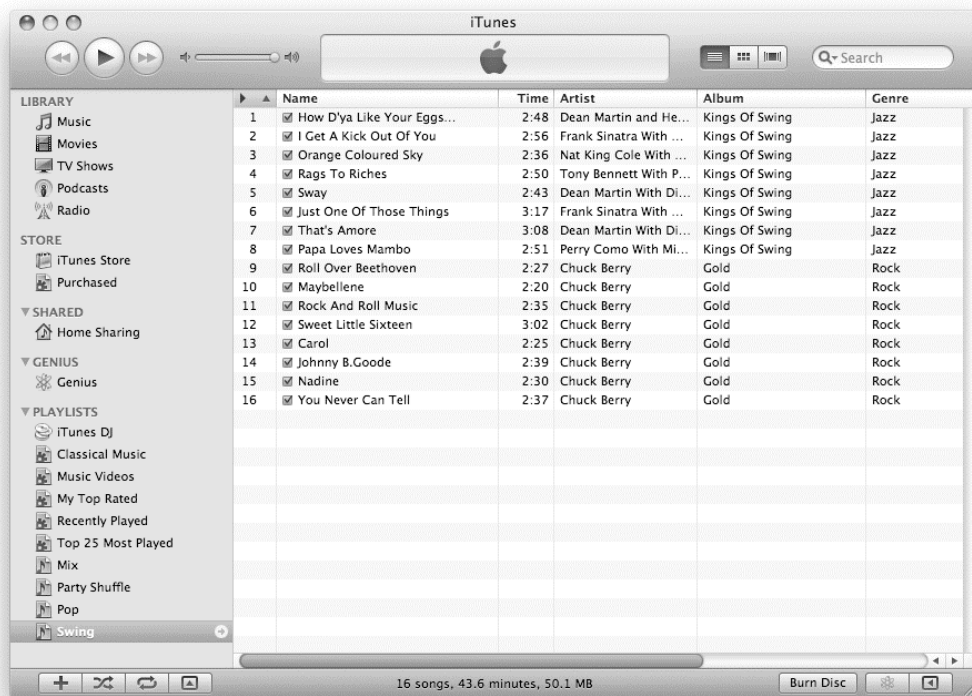 iTunes
Search
LIBRARY
Music
Movies
TV Shows
Podcasts
Radio
STORE
iTunes Store
Purchased
SHARED
Home Sharing
GENIUS
Genius
PLAYLISTS
iTunes DJ
Classical Music
Music Videos
My Top Rated
Recently Played
Top 25 Most Played
Mix
Party Shuffle
Pop
Swing
Name Time Artist Album Genre
1 How D'ya Like Your Eggs... 2:48 Dean Martin and He... Kings Of Swing Jazz
2 I Get A Kick Out Of You 2:56 Frank Sinatra With ... Kings Of Swing Jazz
3 Orange Coloured Sky 2:36 Nat King Cole With ... Kings Of Swing Jazz
4 Rags To Riches 2:50 Tony Bennett With P... Kings Of Swing Jazz
5 Sway 2:43 Dean Martin With Di... Kings Of Swing Jazz
6 Just One Of Those Things 3:17 Frank Sinatra With ... Kings Of Swing Jazz
7 That's Amore 3:08 Dean Martin With Di... Kings Of Swing Jazz
8 Papa Loves Mambo 2:51 Perry Como With Mi... Kings Of Swing Jazz
9 Roll Over Beethoven 2:27 Chuck Berry Gold Rock
10 Maybellene 2:20 Chuck Berry Gold Rock
11 Rock And Roll Music 2:35 Chuck Berry Gold Rock
12 Sweet Little Sixteen 3:02 Chuck Berry Gold Rock
13 Carol 2:25 Chuck Berry Gold Rock
14 Johnny B.Goode 2:39 Chuck Berry Gold Rock
15 Nadine 2:30 Chuck Berry Gold Rock
16 You Never Can Tell 2:37 Chuck Berry Gold Rock
16 songs, 43.6 minutes, 50.1 MB
Burn Disc